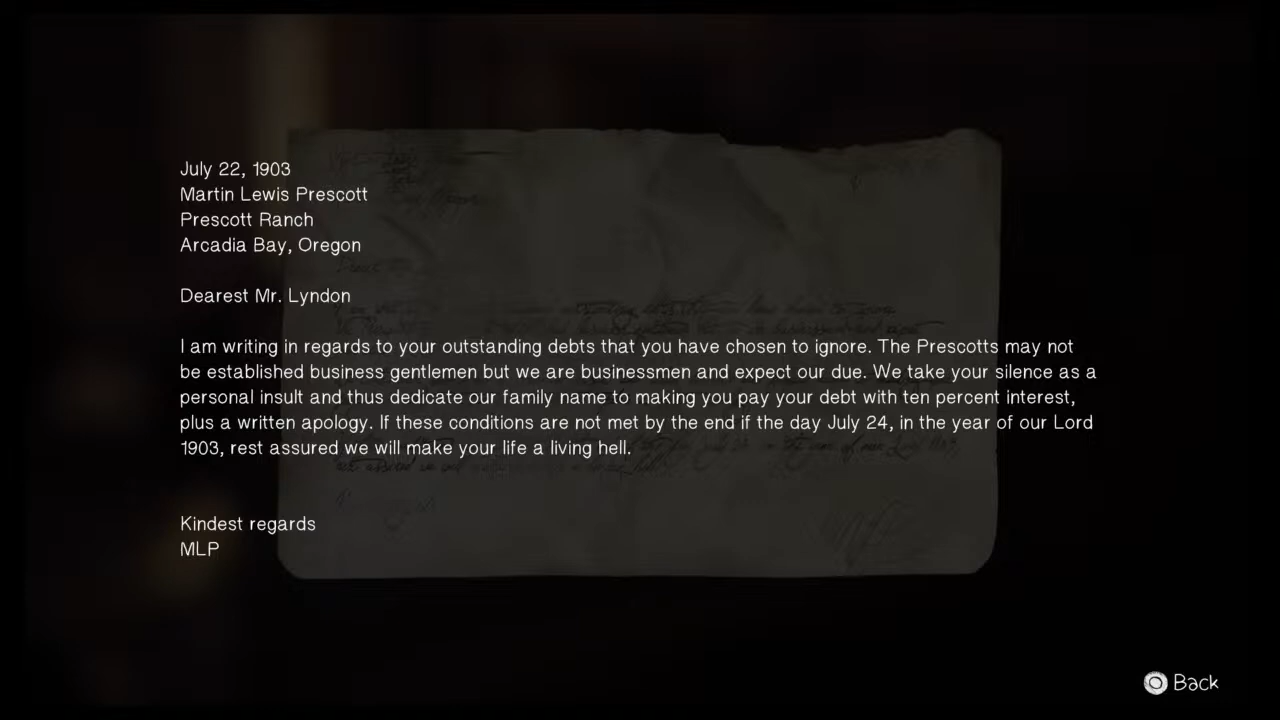 July 22, 1903
Martin Lewis Prescott
Prescott Ranch
Arcadia Bay, Oregon
Dearest Mr. Lyndon
I am writing in regards to your outstanding debts that you have chosen to ignore. The Prescotts may not
be established business gentlemen but we are businessmen and expect our due. We take your silence as a
personal insult and thus dedicate our family name to making you pay your debt with ten percent interest,
plus a written apology. If these conditions are not met by the end if the day July 24, in the year of our Lord
1903, rest assured we will make your life a living hell.
Kindest regards
MLP
Back